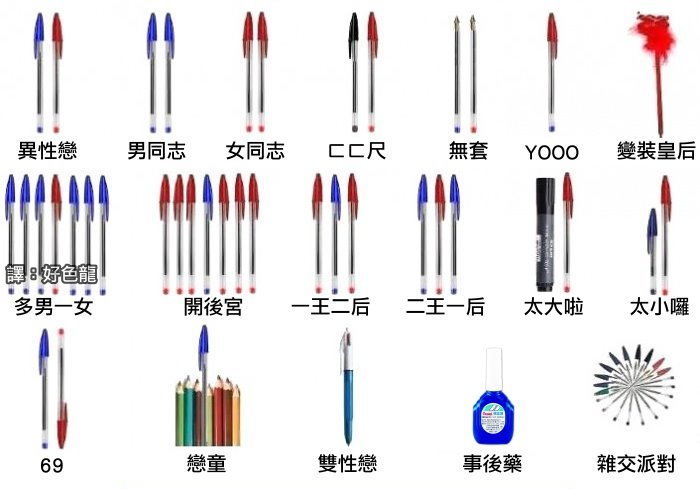 異性戀
男同志
女同志
ㄈㄈ尺
無套
YOOO
變裝皇后
譯：好色龍
多男一女
開後宮
一王二后
二王一后
太大啦
太小囉
69
戀童
雙性戀
事後藥
雜交派對